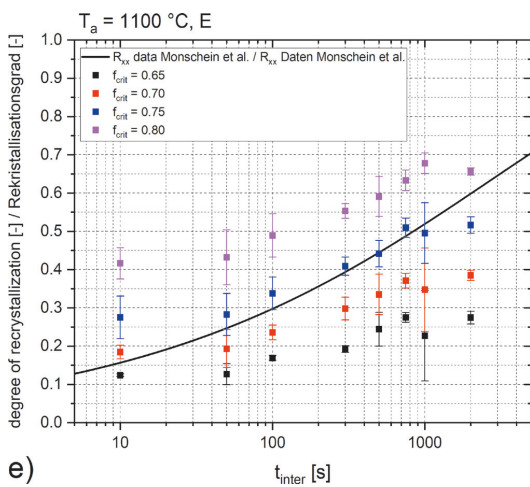 T_a = 1100 °C, E
R_xx data Monschein et al. / R_xx Daten Monschein et al.
f_crit = 0.65
f_crit = 0.70
f_crit = 0.75
f_crit = 0.80
degree of recrystallization [-] / Rekristallisationsgrad [-]
1.0
0.9
0.8
0.7
0.6
0.5
0.4
0.3
0.2
0.1
0.0
10
100
1000
t_inter [s]
e)